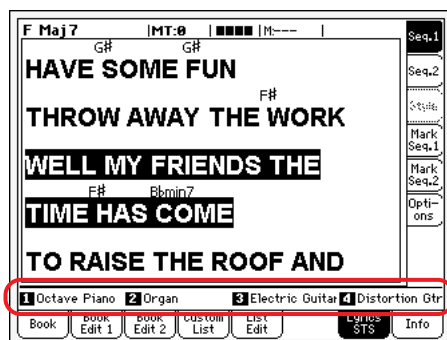 F Maj7 |MT:0 | |M:--- |
Seq.1
G# G#
HAVE SOME FUN
Seq.2
F#
THROW AWAY THE WORK
Style
Mark
Seq.1
WELL MY FRIENDS THE
Mark
Seq.2
F# Bbmin7
TIME HAS COME
Opti-
ons
TO RAISE THE ROOF AND
1 Octave Piano 2 Organ 3 Electric Guitar 4 Distortion Gtr
Book Book Edit 1 Book Edit 2 Custom List List Edit Lyrics STS Info